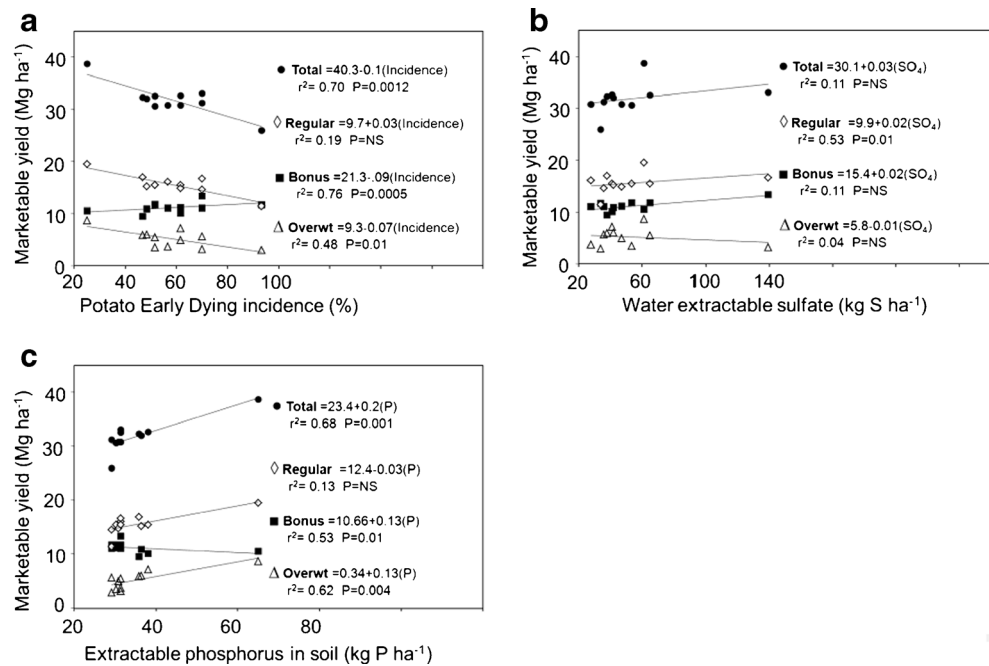 a
Marketable yield (Mg ha-1)
40
30
20
10
0
Total =40.3-0.1(Incidence)
r2= 0.70 P=0.0012
Regular =9.7+0.03(Incidence)
r2= 0.19 P=NS
Bonus =21.3-.09(Incidence)
r2= 0.76 P=0.0005
Overwt =9.3-0.07(Incidence)
r2= 0.48 P=0.01
20 40 60 80 100
Potato Early Dying incidence (%)
b
Marketable yield (Mg ha-1)
40
30
20
10
0
Total =30.1+0.03(SO4)
r2= 0.11 P=NS
Regular =9.9+0.02(SO4)
r2= 0.53 P=0.01
Bonus =15.4+0.02(SO4)
r2= 0.11 P=NS
Overwt =5.8-0.01(SO4)
r2= 0.04 P=NS
20 60 100 140
Water extractable sulfate (kg S ha-1)
c
Marketable yield (Mg ha-1)
40
30
20
10
0
Total =23.4+0.2(P)
r2= 0.68 P=0.001
Regular =12.4-0.03(P)
r2= 0.13 P=NS
Bonus =10.66+0.13(P)
r2= 0.53 P=0.01
Overwt =0.34+0.13(P)
r2= 0.62 P=0.004
20 40 60 80
Extractable phosphorus in soil (kg P ha-1)